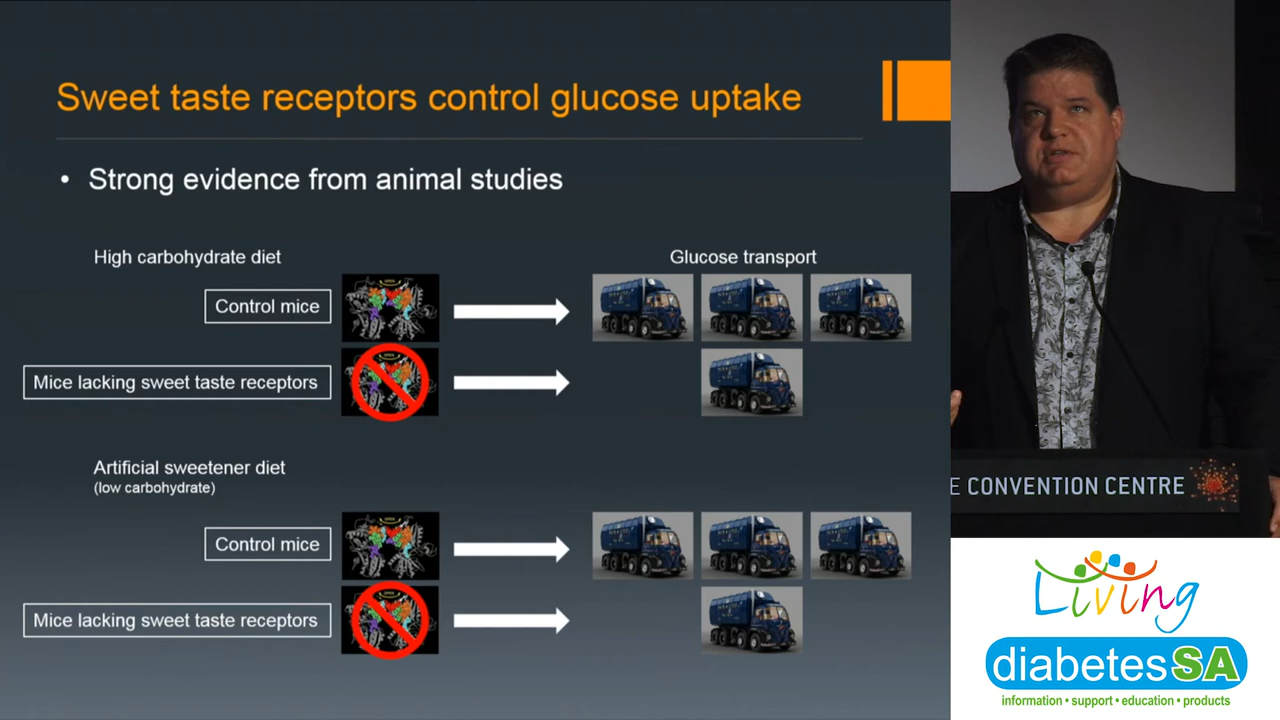 Sweet taste receptors control glucose uptake
• Strong evidence from animal studies
High carbohydrate diet
Glucose transport
Control mice
Mice lacking sweet taste receptors
Artificial sweetener diet
(low carbohydrate)
Control mice
Mice lacking sweet taste receptors
E CONVENTION CENTRE
Living
diabetesSA
information • support • education • products